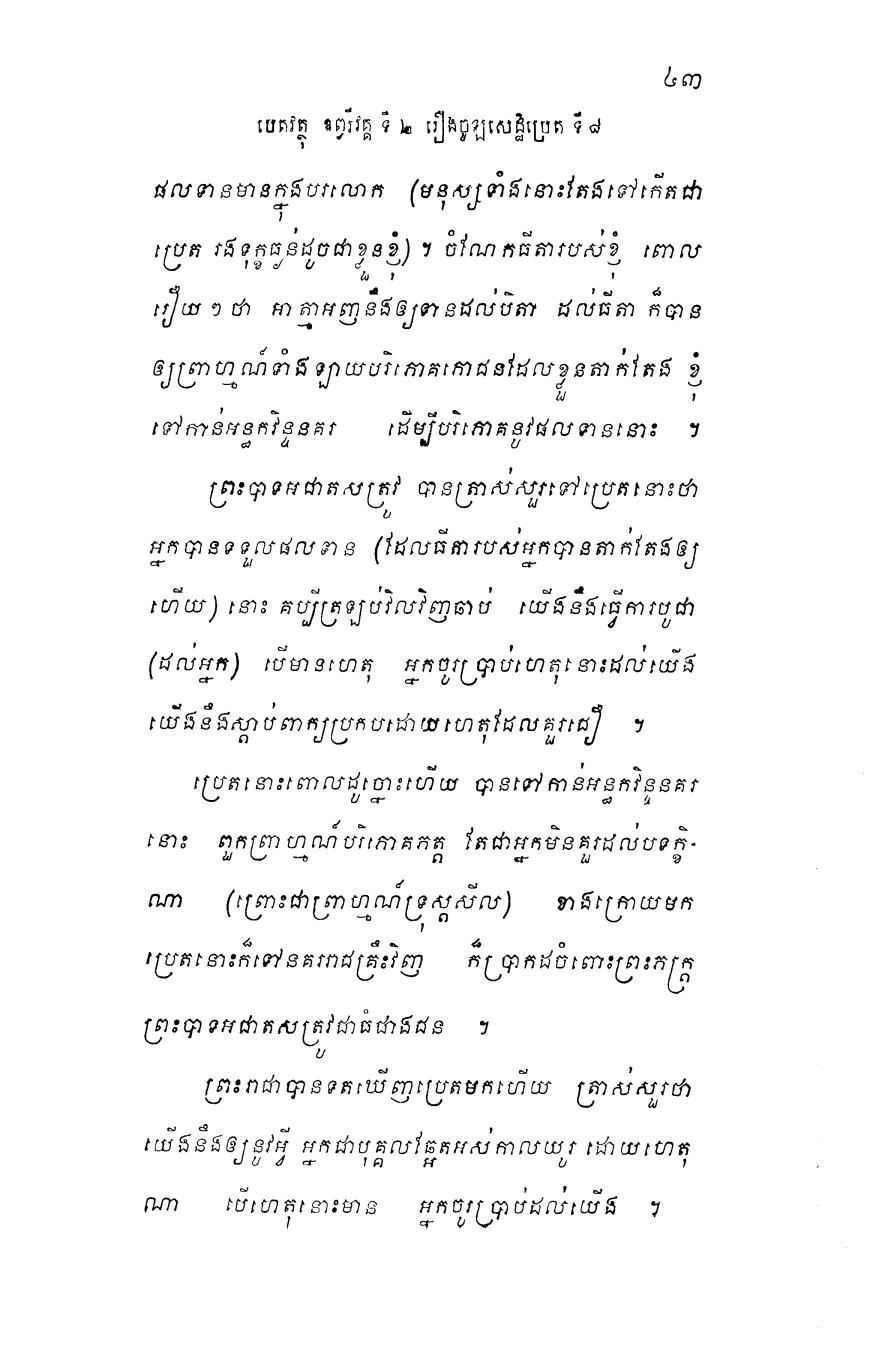 ៤៣
បេតវត្ថុ ឧព្វរីវគ្គ ទី ២ រឿងចូឡសេដ្ឋិប្រេត ទី ៨
ផលទានមានក្នុងបរលោក (មនុស្សទាំងនោះតែងទៅកើតជា
ប្រេត រងទុក្ខធ្ងន់ដូចជាខ្លួនខ្ញុំ) ។ ចំណែកធីតារបស់ខ្ញុំ ពោល
រឿយ ៗ ថា អាត្មាអញនឹងឲ្យទានដល់បិតា ដល់ធីតា ក៏បាន
ឲ្យព្រាហ្មណ៍ទាំងឡាយបរិភោគភោជនដែលខ្លួនតាក់តែង ខ្ញុំ
ទៅកាន់អន្ធកវិន្ទនគរ ដើម្បីបរិភោគនូវផលទាននោះ ។
ព្រះបាទអជាតសត្រូវ បានត្រាស់សួរទៅប្រេតនោះថា
អ្នកបានទទួលផលទាន (ដែលធីតារបស់អ្នកបានតាក់តែងឲ្យ
ហើយ) នោះ គប្បីត្រឡប់វិលវិញឆាប់ យើងនឹងធ្វើការបូជា
(ដល់អ្នក) បើមានហេតុ អ្នកចូរប្រាប់ហេតុនោះដល់យើង
យើងនឹងស្តាប់ពាក្យប្រកបដោយហេតុដែលគួរជឿ ។
ប្រេតនោះពោលដូច្នោះហើយ បានទៅកាន់អន្ធកវិន្ទនគរ
នោះ ពួកព្រាហ្មណ៍បរិភោគភត្ត តែជាអ្នកមិនគួរដល់បទក្ខិ-
ណា (ព្រោះជាព្រាហ្មណ៍ទ្រុស្តសីល) ខាងក្រោយមក
ប្រេតនោះក៏ទៅនគររាជគ្រឹះវិញ ក៏ប្រាកដចំពោះព្រះភក្ត្រ
ព្រះបាទអជាតសត្រូវជាធំជាងជន ។
ព្រះរាជាបានទតឃើញប្រេតមកហើយ ត្រាស់សួរថា
យើងនឹងឲ្យនូវអ្វី អ្នកជាបុគ្គលឆ្អែតអស់កាលយូរ ដោយហេតុ
ណា បើហេតុនោះមាន អ្នកចូរប្រាប់ដល់យើង ។